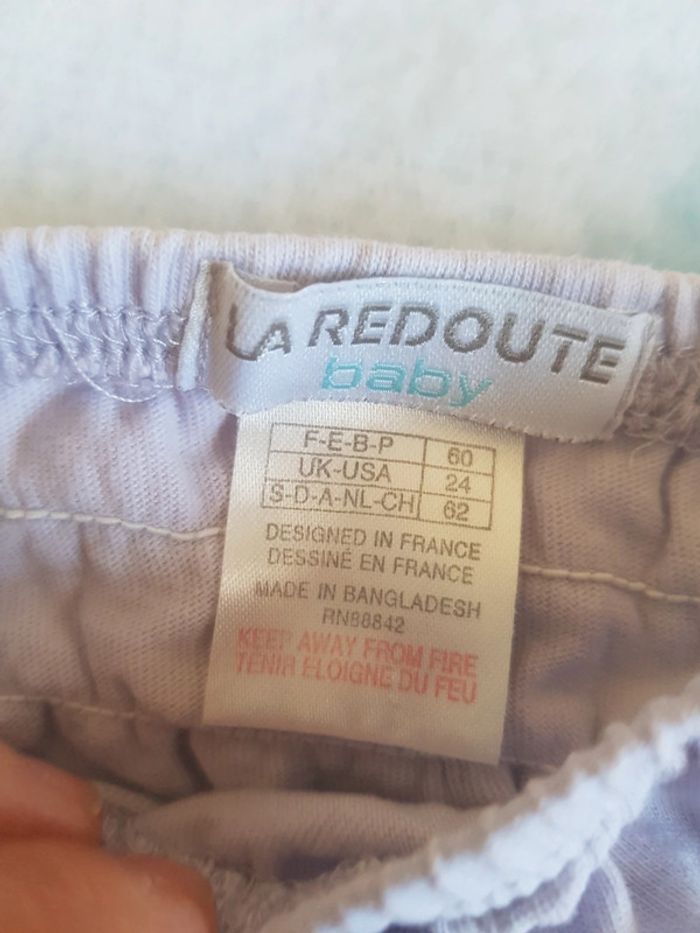 LA REDOUTE
baby
F-E-B-P 60
UK-USA 24
S-D-A-NL-CH 62
DESIGNED IN FRANCE
DESSINÉ EN FRANCE
MADE IN BANGLADESH
RN88842
KEEP AWAY FROM FIRE
TENIR ELOIGNE DU FEU